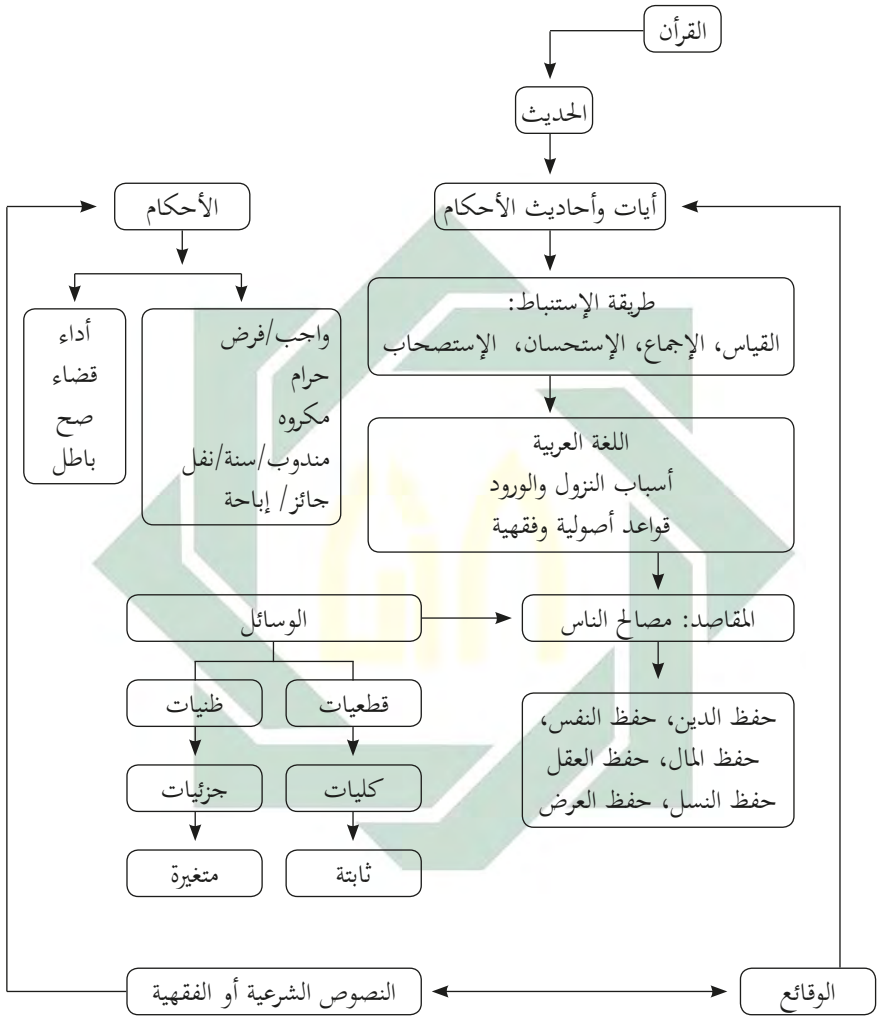 القرأن
الحديث
أيات وأحاديث الأحكام
الأحكام
طريقة الإستنباط:
القياس، الإجماع، الإستحسان، الإستصحاب
واجب/فرض
حرام
مكروه
مندوب/سنة/نفل
جائز/ إباحة
أداء
قضاء
صح
باطل
اللغة العربية
أسباب النزول والورود
قواعد أصولية وفقهية
المقاصد: مصالح الناس
الوسائل
قطعيات
ظنيات
كليات
جزئيات
ثابتة
متغيرة
حفظ الدين، حفظ النفس،
حفظ المال، حفظ العقل
حفظ النسل، حفظ العرض
الوقائع
النصوص الشرعية أو الفقهية